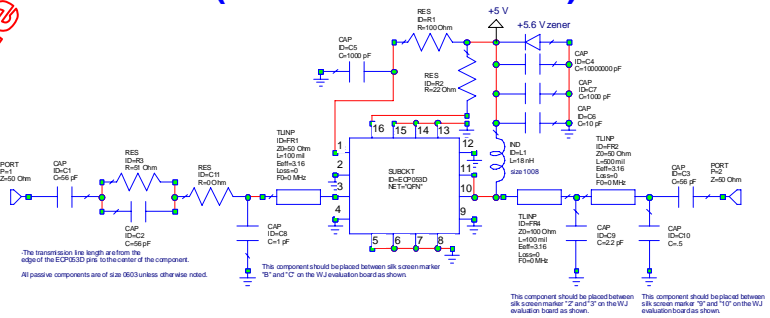 +5 V
+5.6 V zener
RES
ID=R1
R=100 Ohm
CAP
ID=C5
C=1000 pF
RES
ID=R2
R=22 Ohm
CAP
ID=C4
C=10000000 pF
CAP
ID=C7
C=1000 pF
CAP
ID=C6
C=10 pF
16 15 14 13
1
2
3
4
12
11
10
9
5 6 7 8
SUBCKT
ID=ECP053D
NET="QFN"
IND
ID=L1
L=18 nH
size 1008
PORT
P=1
Z=50 Ohm
CAP
ID=C1
C=56 pF
RES
ID=R3
R=51 Ohm
CAP
ID=C2
C=56 pF
RES
ID=C11
R=0 Ohm
TLINP
ID=FR1
Z0=50 Ohm
L=100 mil
Eeff=3.16
Loss=0
F0=0 MHz
CAP
ID=C8
C=1 pF
TLINP
ID=FR4
Z0=100 Ohm
L=100 mil
Eeff=3.16
Loss=0
F0=0 MHz
TLINP
ID=FR2
Z0=50 Ohm
L=500 mil
Eeff=3.16
Loss=0
F0=0 MHz
CAP
ID=C9
C=2.2 pF
CAP
ID=C3
C=56 pF
CAP
ID=C10
C=.5
PORT
P=2
Z=50 Ohm
-The transmission line length are from the
edge of the ECP053D pins to the center of the component.
All passive components are of size 0603 unless otherwise noted.
This component should be placed between silk screen marker
"B" and "C" on the WJ evaluation board as shown.
This component should be placed between
silk screen marker "2" and "3" on the WJ
evaluation board as shown.
This component should be placed between
silk screen marker "9" and "10" on the WJ
evaluation board as shown.